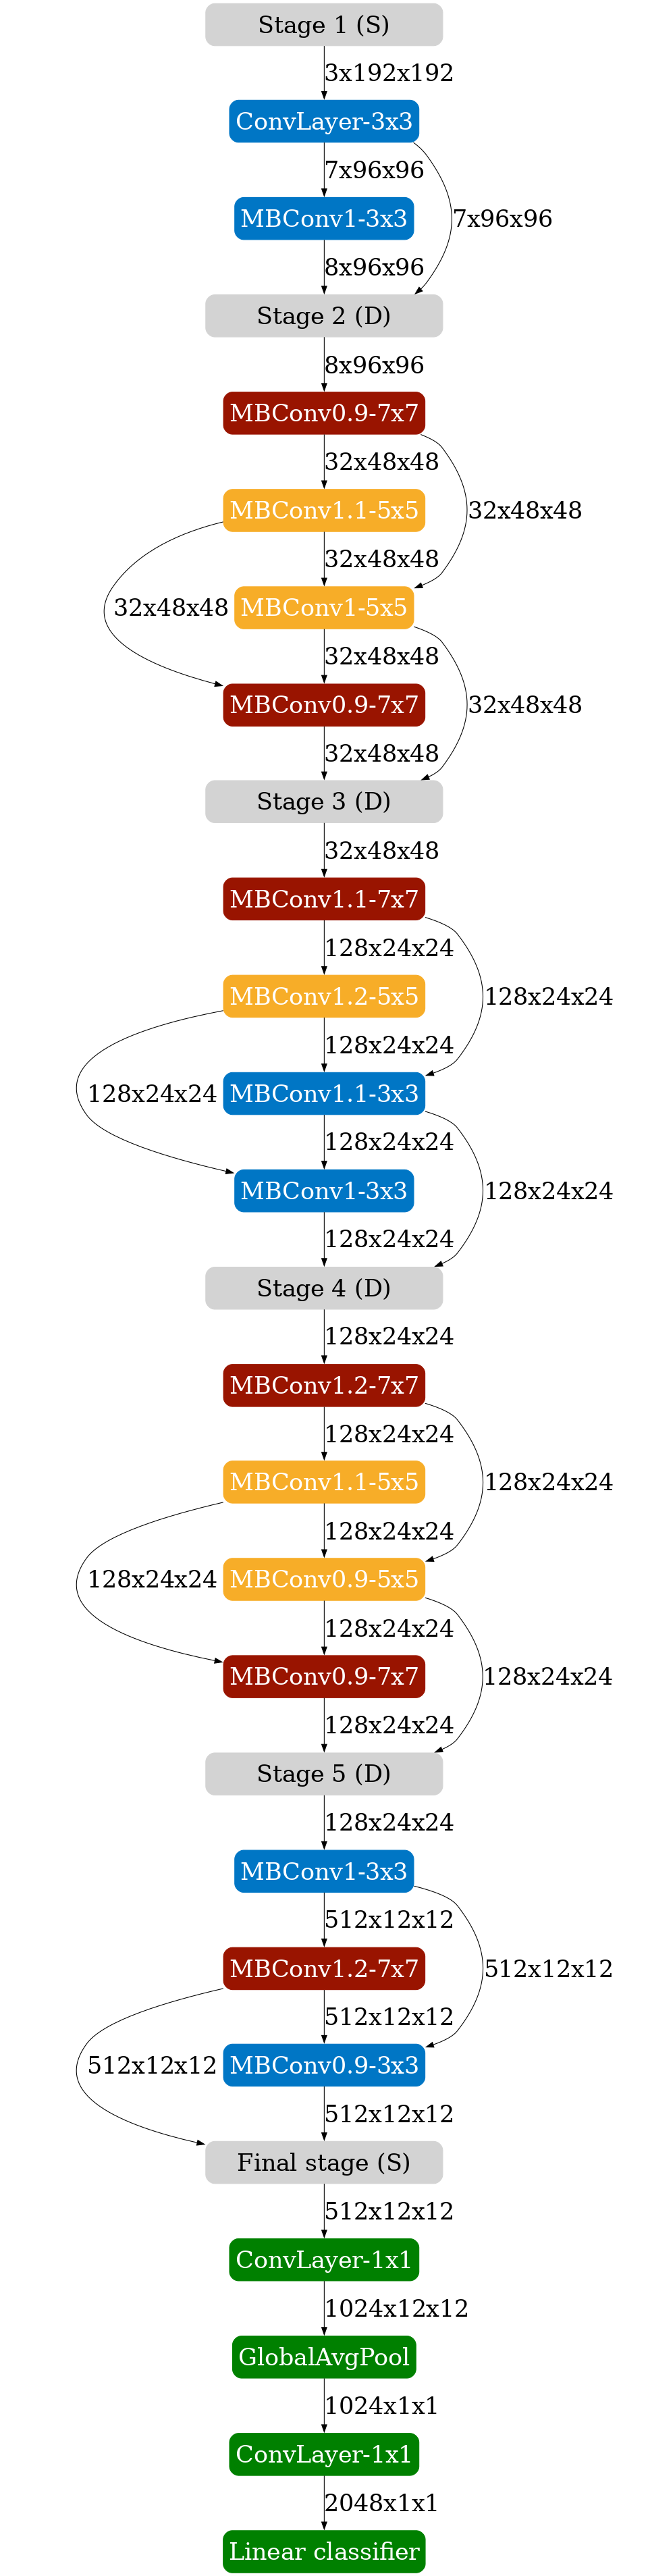 Stage 1 (S)
3x192x192
ConvLayer-3x3
7x96x96
MBConv1-3x3
7x96x96
8x96x96
Stage 2 (D)
8x96x96
MBConv0.9-7x7
32x48x48
MBConv1.1-5x5
32x48x48
32x48x48
32x48x48
MBConv1-5x5
32x48x48
MBConv0.9-7x7
32x48x48
32x48x48
Stage 3 (D)
32x48x48
MBConv1.1-7x7
128x24x24
MBConv1.2-5x5
128x24x24
128x24x24
128x24x24
MBConv1.1-3x3
128x24x24
MBConv1-3x3
128x24x24
128x24x24
Stage 4 (D)
128x24x24
MBConv1.2-7x7
128x24x24
MBConv1.1-5x5
128x24x24
128x24x24
128x24x24
MBConv0.9-5x5
128x24x24
MBConv0.9-7x7
128x24x24
128x24x24
Stage 5 (D)
128x24x24
MBConv1-3x3
512x12x12
MBConv1.2-7x7
512x12x12
512x12x12
512x12x12
MBConv0.9-3x3
512x12x12
Final stage (S)
512x12x12
ConvLayer-1x1
1024x12x12
GlobalAvgPool
1024x1x1
ConvLayer-1x1
2048x1x1
Linear classifier